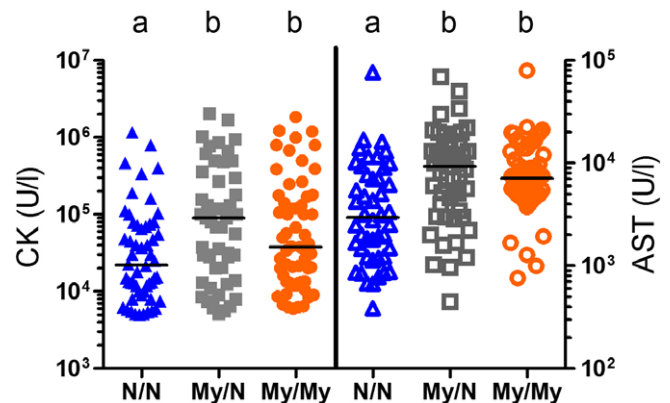 a b b a b b
10⁷
10⁶
10⁵
10⁴
10³
CK (U/l)
10⁵
10⁴
10³
10²
AST (U/l)
N/N My/N My/My N/N My/N My/My